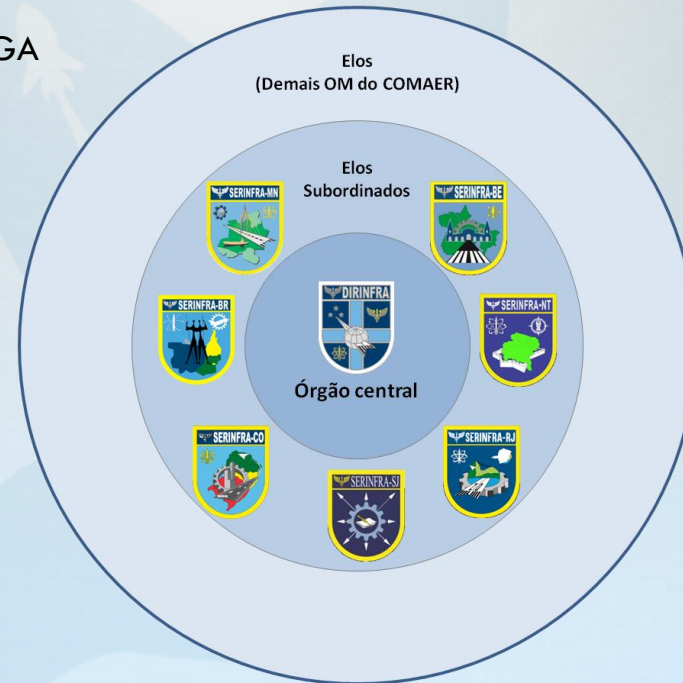 GA
Elos
(Demais OM do COMAER)
Elos
Subordinados
SERINFRA-MN
SERINFRA-BE
DIRINFRA
SERINFRA-BR
SERINFRA-NT
Órgão central
SERINFRA-CO
SERINFRA-RJ
SERINFRA-SJ